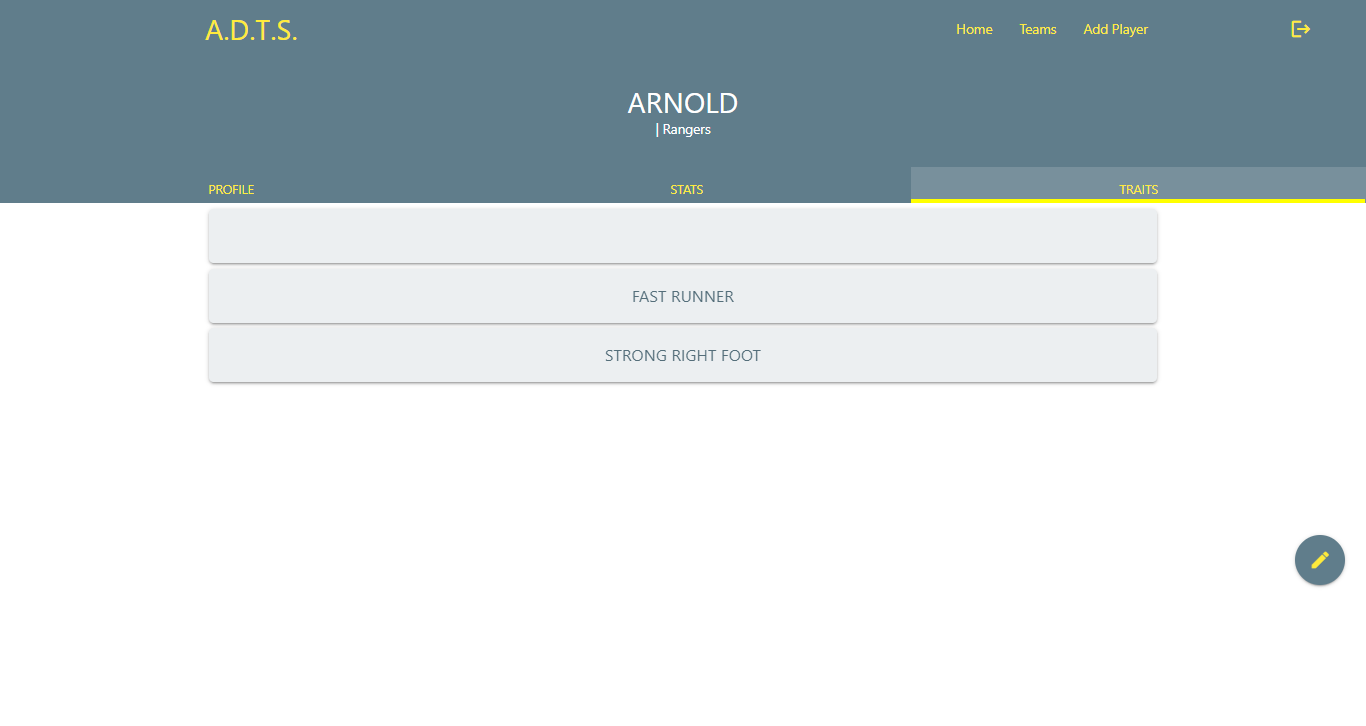 A.D.T.S.
Home Teams Add Player
ARNOLD
| Rangers
PROFILE STATS TRAITS
FAST RUNNER
STRONG RIGHT FOOT